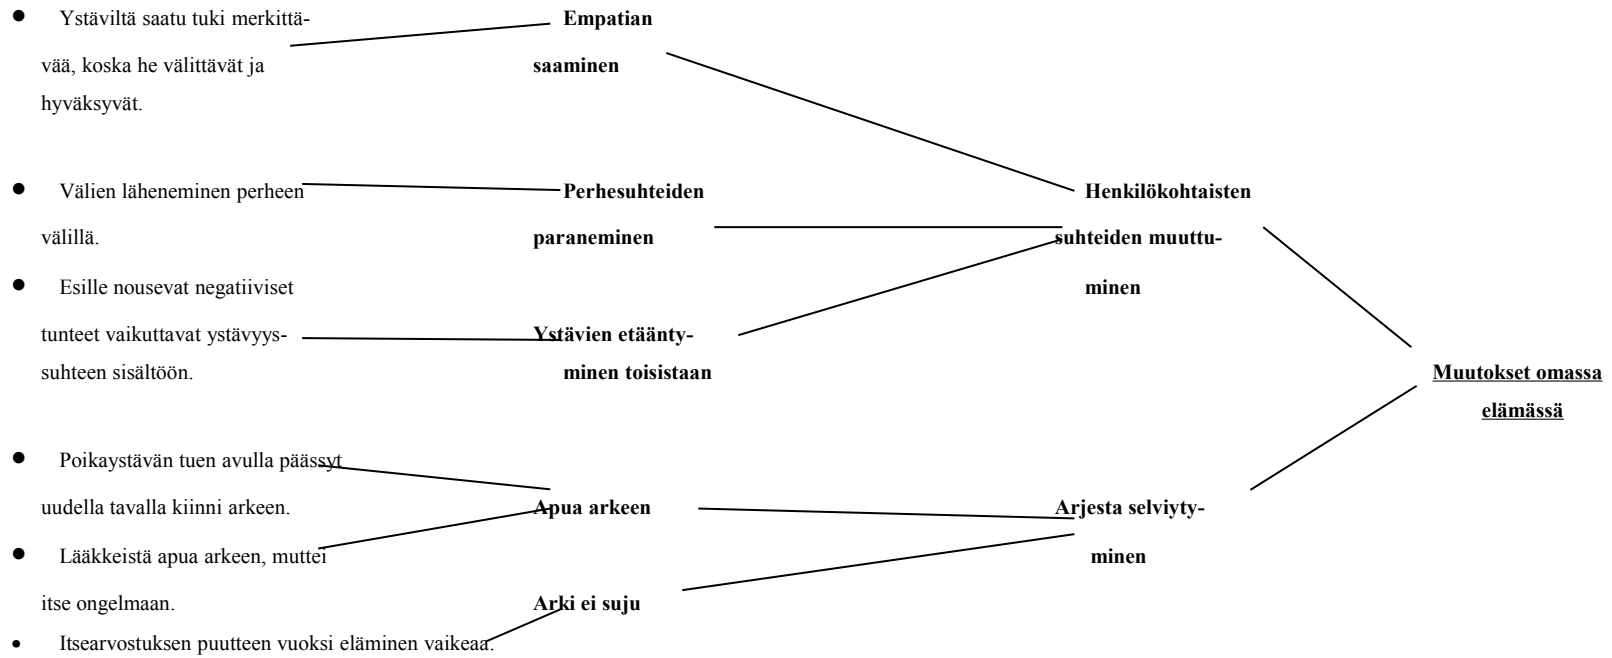 • Ystäviltä saatu tuki merkittä-
vää, koska he välittävät ja
hyväksyvät.
Empatian
saaminen
• Välien läheneminen perheen
välillä.
Perhesuhteiden
paraneminen
Henkilökohtaisten
suhteiden muuttu-
minen
• Esille nousevat negatiiviset
tunteet vaikuttavat ystävyys-
suhteen sisältöön.
Ystävien etäänty-
minen toisistaan
Muutokset omassa
elämässä
• Poikaystävän tuen avulla päässyt
uudella tavalla kiinni arkeen.
Apua arkeen
Arjesta selviyty-
minen
• Lääkkeistä apua arkeen, muttei
itse ongelmaan.
Arki ei suju
• Itsearvostuksen puutteen vuoksi eläminen vaikeaa.